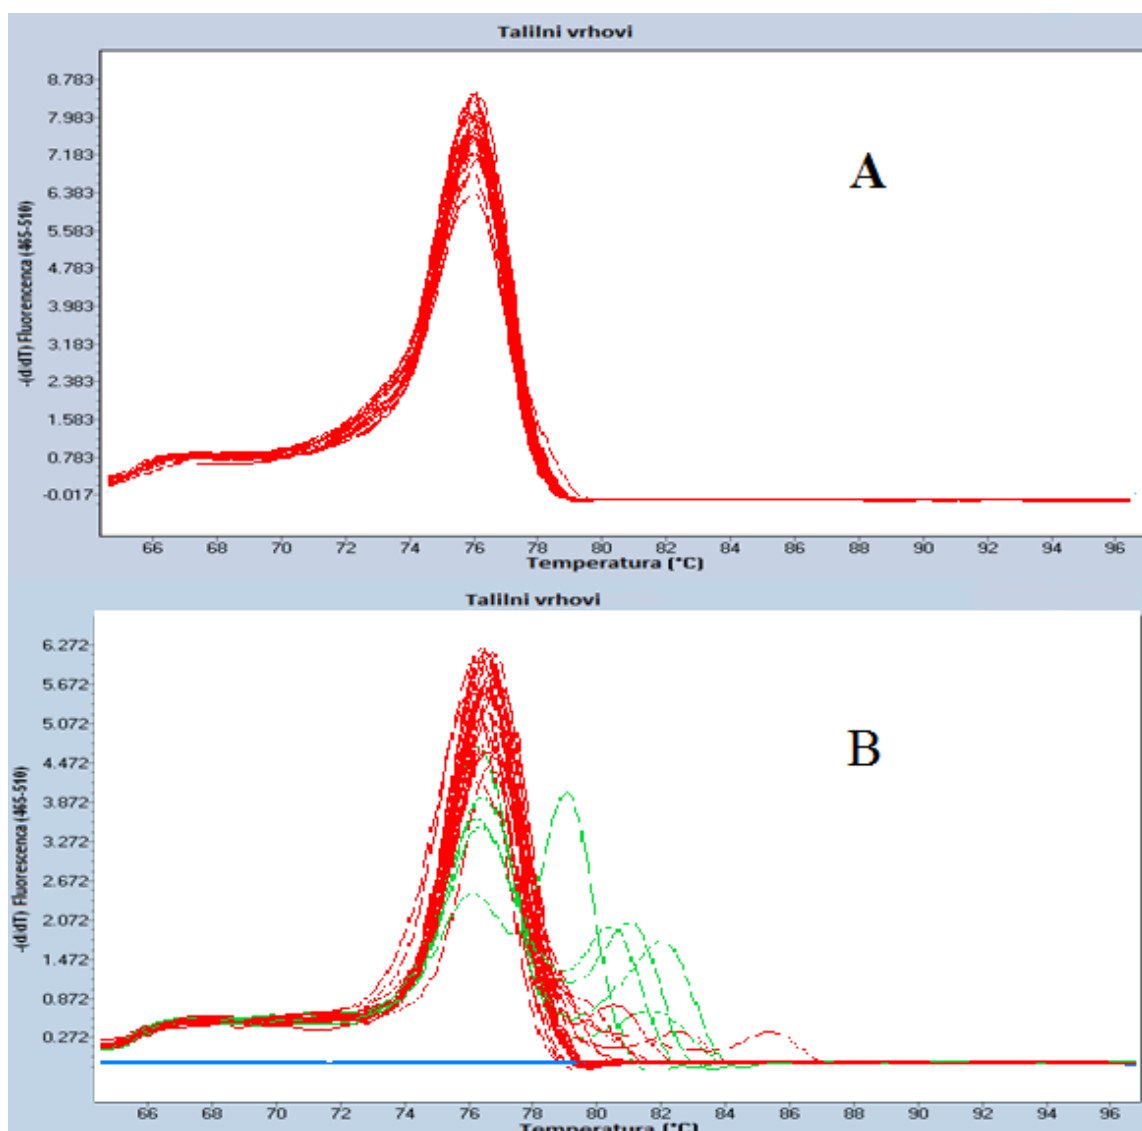 Talilni vrhovi
-(d/dT) Fluorescenca (465-510)
8.783
7.983
7.183
6.383
5.583
4.783
3.983
3.183
2.383
1.583
0.783
-0.017
A
66 68 70 72 74 76 78 80 82 84 86 88 90 92 94 96
Temperatura (°C)
Talilni vrhovi
-(d/dT) Fluorescenca (465-510)
6.272
5.672
5.072
4.472
3.872
3.272
2.672
2.072
1.472
0.872
0.272
B
66 68 70 72 74 76 78 80 82 84 86 88 90 92 94 96
Temperatura (°C)